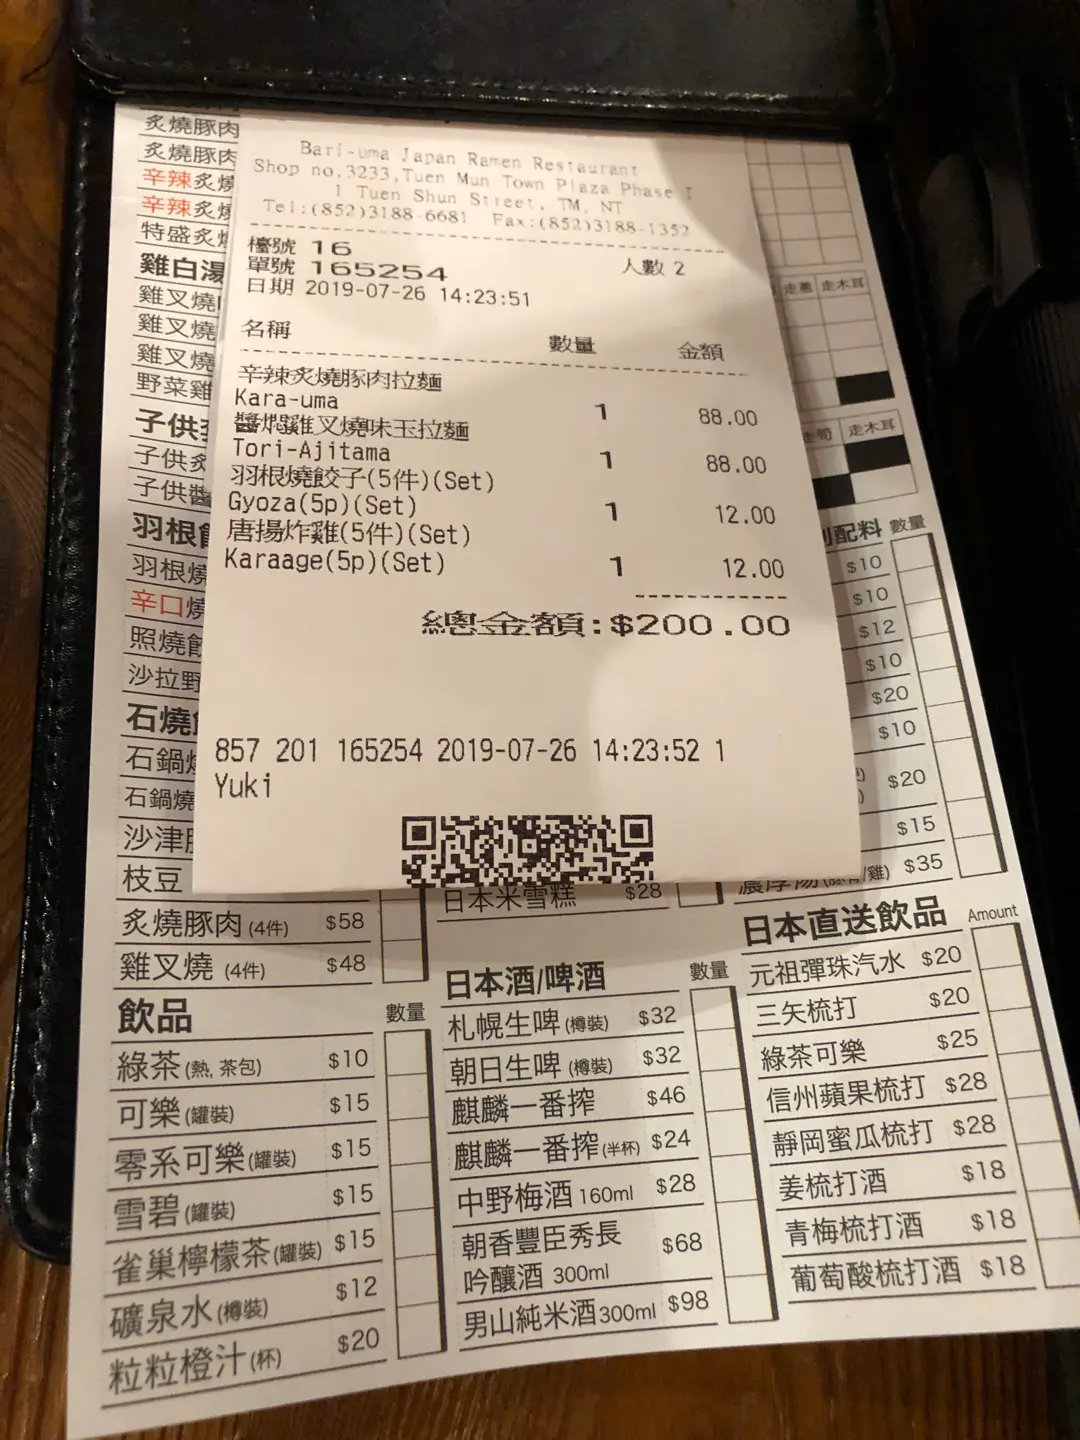 Bari-uma Japan Ramen Restaurant
Shop no.3233,Tuen Mun Town Plaza Phase I
1 Tuen Shun Street, TM, NT
Tel:(852)3188-6681 Fax:(852)3188-1352
檯號 16 人數 2
單號 165254
日期 2019-07-26 14:23:51
名稱 數量 金額
辛辣炙燒豚肉拉麵
Kara-uma 1 88.00
醬燜雞叉燒味玉拉麵
Tori-Ajitama 1 88.00
羽根燒餃子(5件)(Set)
Gyoza(5p)(Set) 1 12.00
唐揚炸雞(5件)(Set)
Karaage(5p)(Set) 1 12.00
總金額:$200.00
857 201 165254 2019-07-26 14:23:52 1
Yuki
炙燒豚肉
炙燒豚肉
辛辣炙燒
辛辣炙燒
特盛炙燒
雞白湯
雞叉燒
雞叉燒
雞叉燒
野菜雞
子供
子供炙
子供醬
羽根
羽根燒
辛口燒
照燒餃
沙拉野
石燒
石鍋燒
石鍋燒
沙津
枝豆
炙燒豚肉 (4件) $58
雞叉燒 (4件) $48
飲品 數量
綠茶 (熱, 茶包) $10
可樂 (罐裝) $15
零系可樂 (罐裝) $15
雪碧 (罐裝) $15
雀巢檸檬茶 (罐裝) $15
礦泉水 (樽裝) $12
粒粒橙汁 (杯) $20
日本米雪糕 $28
日本酒/啤酒 數量
札幌生啤 (樽裝) $32
朝日生啤 (樽裝) $32
麒麟一番搾 $46
麒麟一番搾 (半杯) $24
中野梅酒 160ml $28
朝香豐臣秀長
吟釀酒 300ml $68
男山純米酒 300ml $98
走蔥 走木耳
走筍 走木耳
配料 數量
$10
$10
$12
$10
$20
$10
$20
$15
濃厚湯 (豚骨/雞) $35
日本直送飲品 Amount
元祖彈珠汽水 $20
三矢梳打 $20
綠茶可樂 $25
信州蘋果梳打 $28
靜岡蜜瓜梳打 $28
姜梳打酒 $18
青梅梳打酒 $18
葡萄酸梳打酒 $18